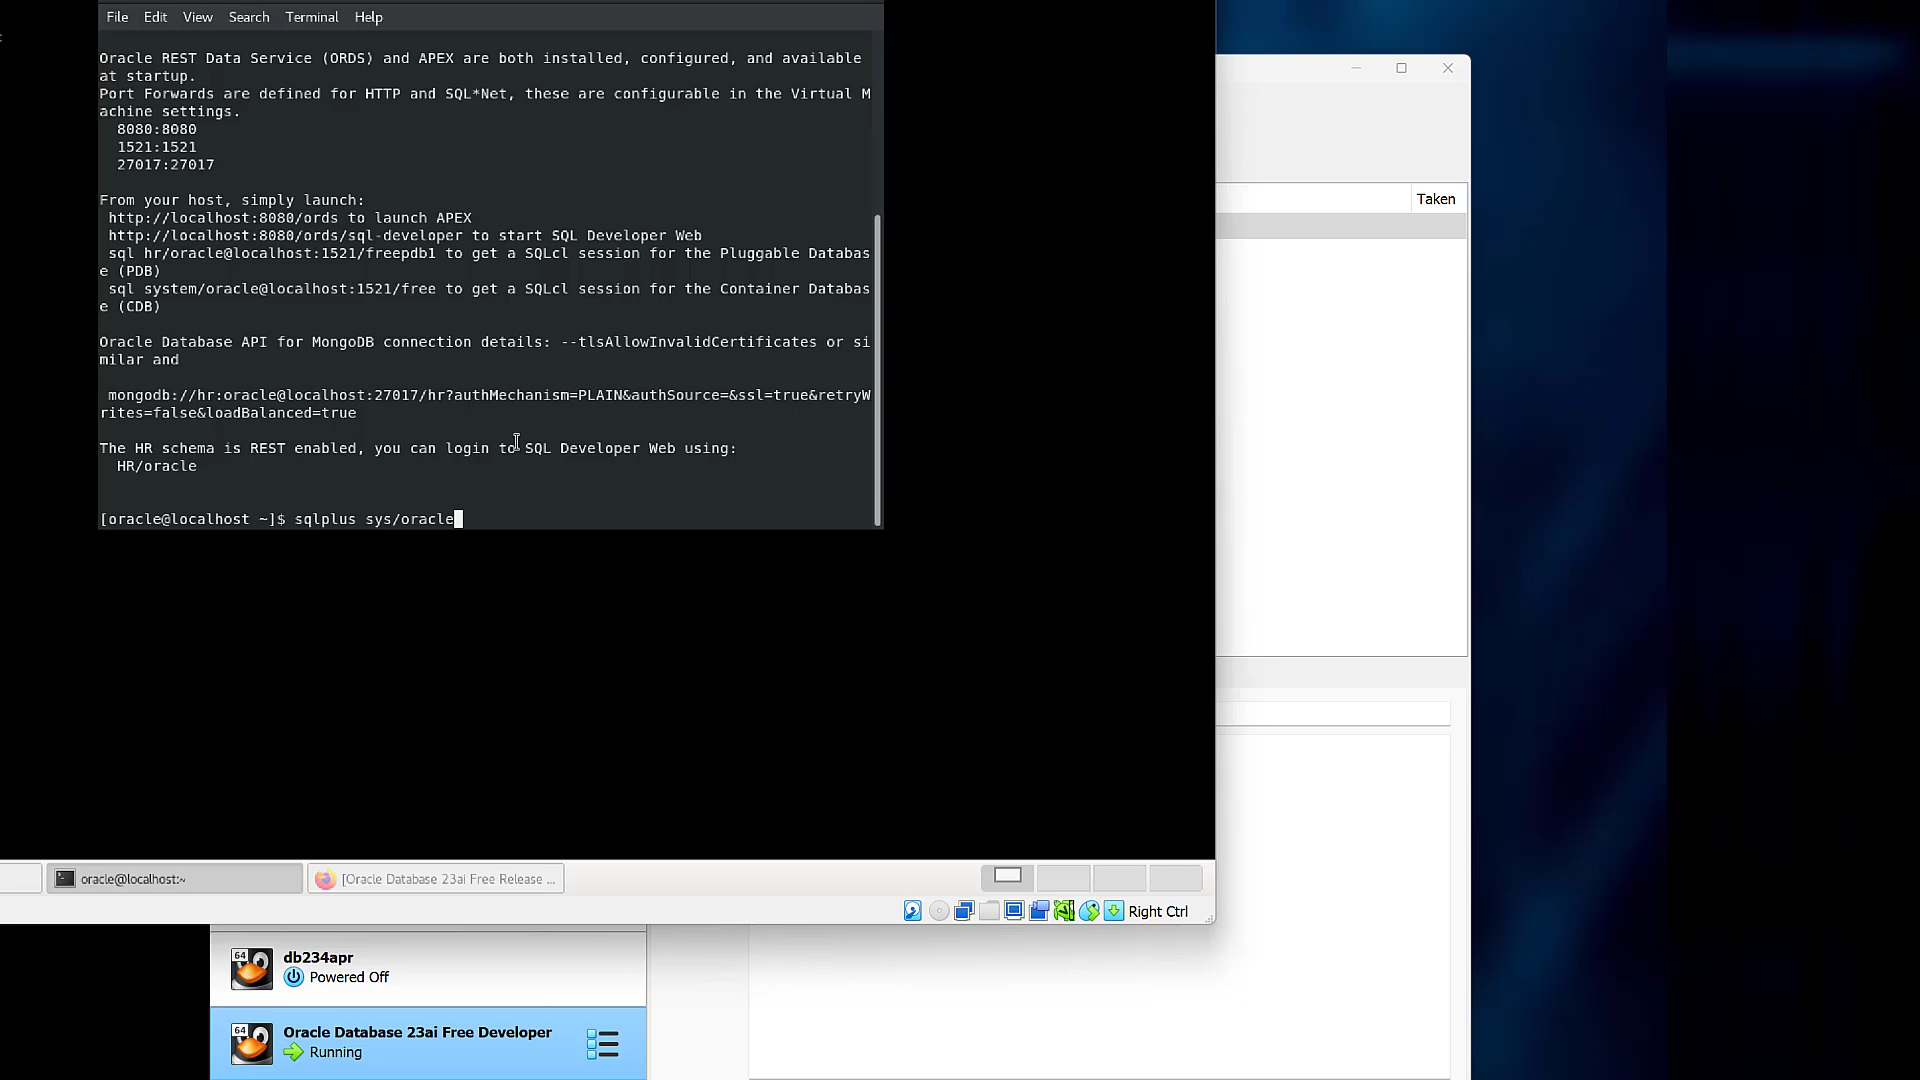 File Edit View Search Terminal Help
Oracle REST Data Service (ORDS) and APEX are both installed, configured, and available
at startup.
Port Forwards are defined for HTTP and SQL*Net, these are configurable in the Virtual M
achine settings.
8080:8080
1521:1521
27017:27017
From your host, simply launch:
http://localhost:8080/ords to launch APEX
http://localhost:8080/ords/sql-developer to start SQL Developer Web
sql hr/oracle@localhost:1521/freepdb1 to get a SQLcl session for the Pluggable Databas
e (PDB)
sql system/oracle@localhost:1521/free to get a SQLcl session for the Container Databas
e (CDB)
Oracle Database API for MongoDB connection details: --tlsAllowInvalidCertificates or si
milar and
mongodb://hr:oracle@localhost:27017/hr?authMechanism=PLAIN&authSource=&ssl=true&retryW
rites=false&loadBalanced=true
The HR schema is REST enabled, you can login to SQL Developer Web using:
HR/oracle
[oracle@localhost ~]$ sqlplus sys/oracle
Taken
oracle@localhost:~
[Oracle Database 23ai Free Release ...
Right Ctrl
64
db234apr
Powered Off
64
Oracle Database 23ai Free Developer
Running